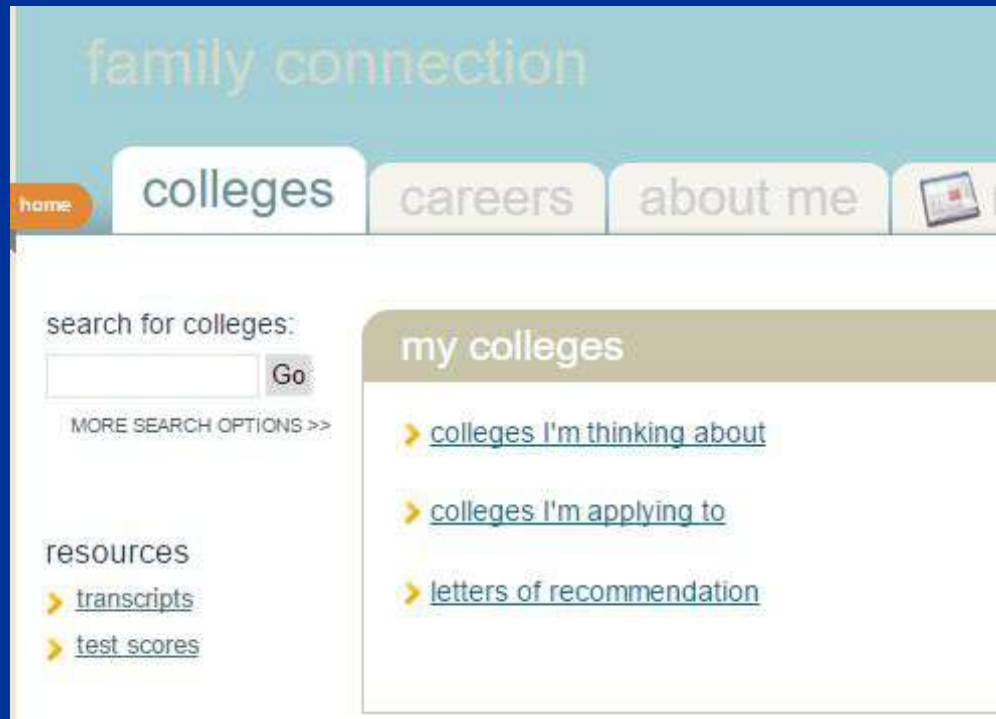 family connection
home
colleges
careers
about me
search for colleges:
Go
MORE SEARCH OPTIONS >>
resources
transcripts
test scores
my colleges
colleges I'm thinking about
colleges I'm applying to
letters of recommendation